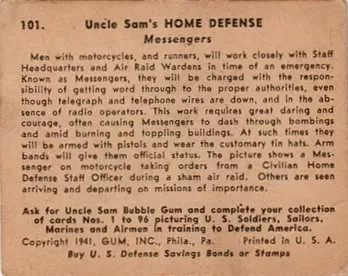 101. Uncle Sam's HOME DEFENSE
Messengers
Men with motorcycles, and runners, will work closely with Staff
Headquarters and Air Raid Wardens in time of an emergency.
Known as Messengers, they will be charged with the respon-
sibility of getting word through to the proper authorities, even
though telegraph and telephone wires are down, and in the ab-
sence of radio operators. This work requires great daring and
courage, often causing Messengers to dash through bombings
and amid burning and toppling buildings. At such times they
will be armed with pistols and wear the customary tin hats. Arm
bands will give them official status. The picture shows a Mes-
senger on motorcycle taking orders from a Civilian Home
Defense Staff Officer during a sham air raid. Others are seen
arriving and departing on missions of importance.
Ask for Uncle Sam Bubble Gum and complete your collection
of cards Nos. 1 to 96 picturing U. S. Soldiers, Sailors,
Marines and Airmen in training to Defend America.
Copyright 1941, GUM, INC., Phila., Pa. Printed in U. S. A.
Buy U. S. Defense Savings Bonds or Stamps